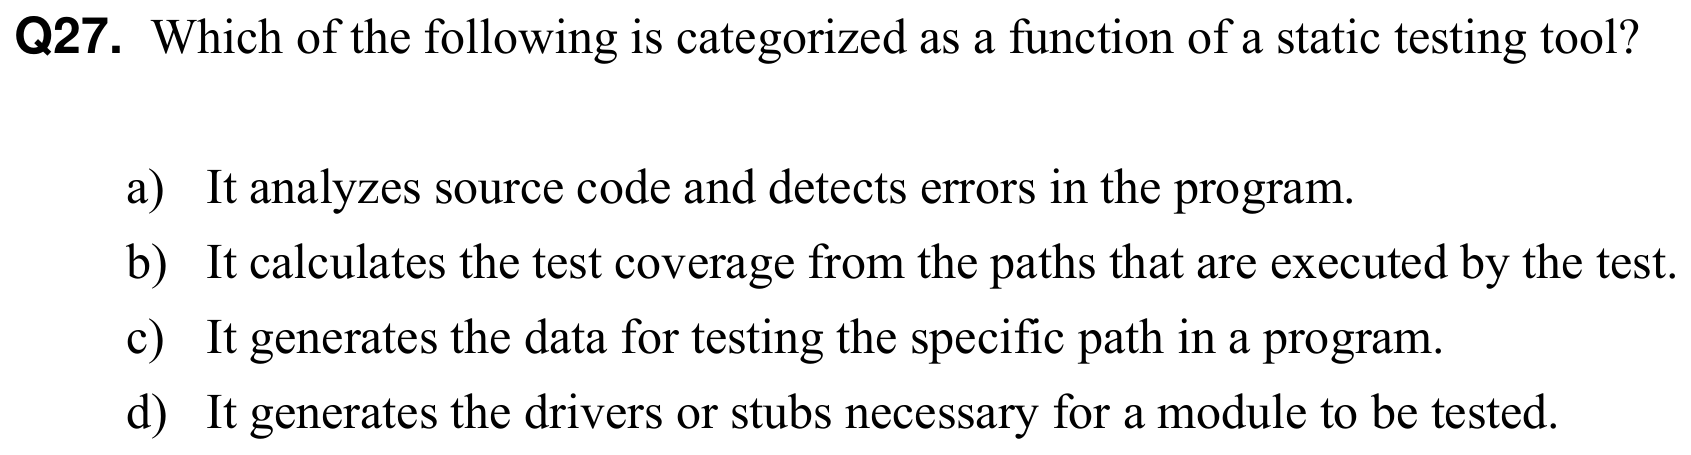 Q27. Which of the following is categorized as a function of a static testing tool?
a) It analyzes source code and detects errors in the program.
b) It calculates the test coverage from the paths that are executed by the test.
c) It generates the data for testing the specific path in a program.
d) It generates the drivers or stubs necessary for a module to be tested.